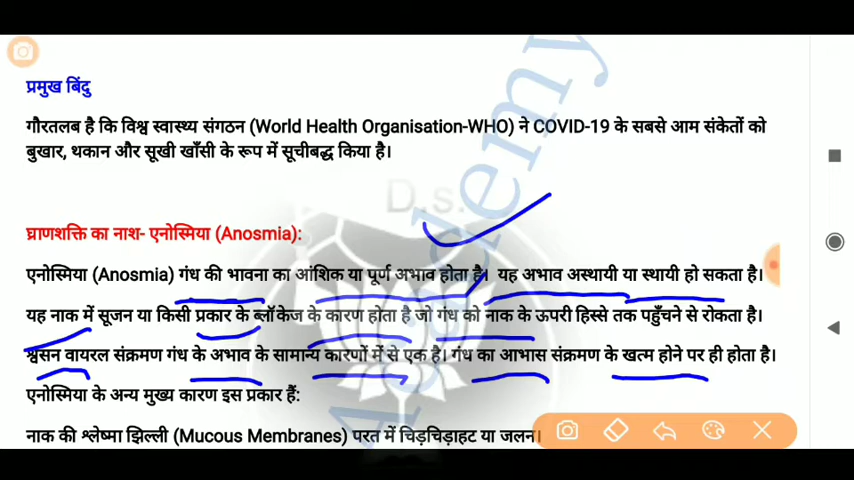 प्रमुख बिंदु
गौरतलब है कि विश्व स्वास्थ्य संगठन (World Health Organisation-WHO) ने COVID-19 के सबसे आम संकेतों को
बुखार, थकान और सूखी खाँसी के रूप में सूचीबद्ध किया है।
D.s.
Academy
घ्राणशक्ति का नाश- एनोस्मिया (Anosmia):
एनोस्मिया (Anosmia) गंध की भावना का आंशिक या पूर्ण अभाव होता है। यह अभाव अस्थायी या स्थायी हो सकता है।
यह नाक में सूजन या किसी प्रकार के ब्लॉकेज के कारण होता है जो गंध को नाक के ऊपरी हिस्से तक पहुँचने से रोकता है।
श्वसन वायरल संक्रमण गंध के अभाव के सामान्य कारणों में से एक है। गंध का आभास संक्रमण के खत्म होने पर ही होता है।
एनोस्मिया के अन्य मुख्य कारण इस प्रकार हैं:
नाक की श्लेष्मा झिल्ली (Mucous Membranes) परत में चिड़चिड़ाहट या जलन।